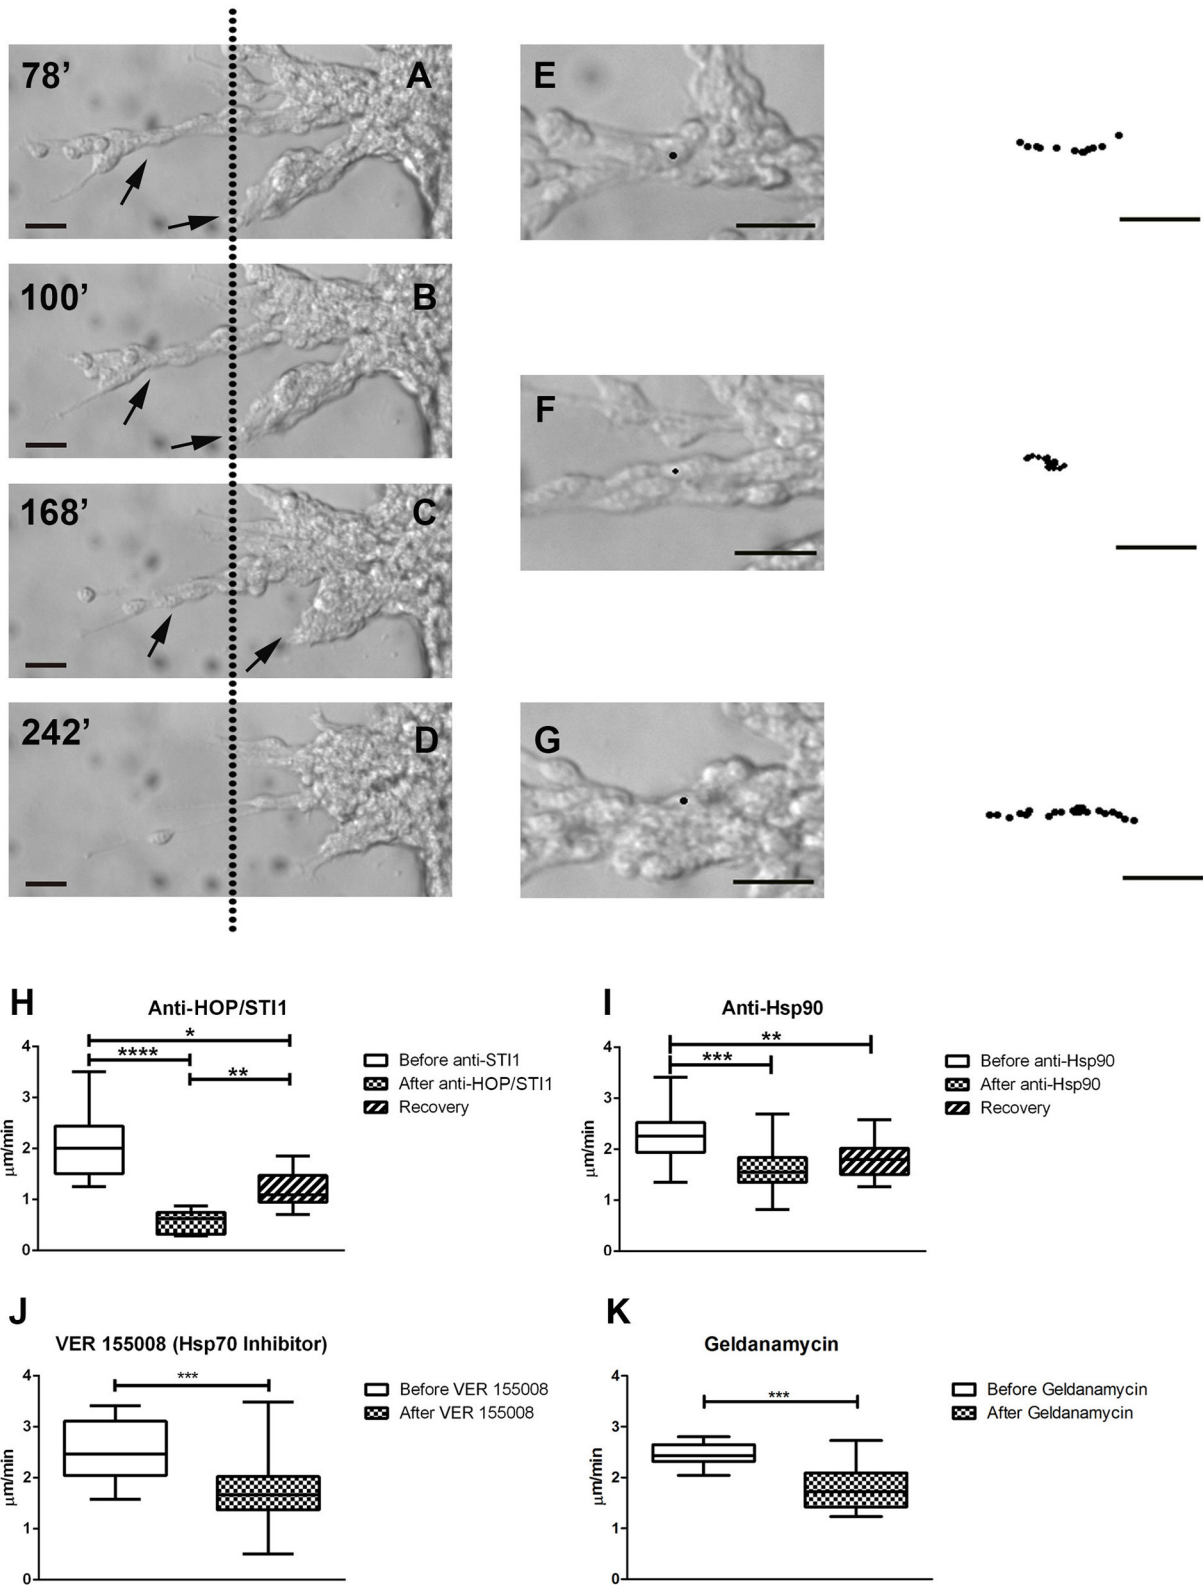 78’
A
E
100’
B
F
168’
C
242’
D
G
H
Anti-HOP/STI1
*
****
**
4
3
2
1
0
µm/min
Before anti-STI1
After anti-HOP/STI1
Recovery
I
Anti-Hsp90
**
***
4
3
2
1
0
µm/min
Before anti-Hsp90
After anti-Hsp90
Recovery
J
VER 155008 (Hsp70 Inhibitor)
***
4
3
2
1
0
µm/min
Before VER 155008
After VER 155008
K
Geldanamycin
***
4
3
2
1
0
µm/min
Before Geldanamycin
After Geldanamycin